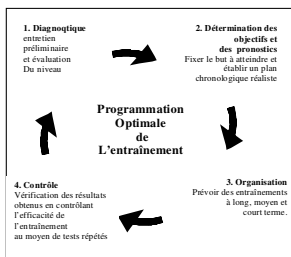 1. Diagnoqtique
entretien
préliminaire
et évaluation
Du niveau
2. Détermination des
objectifs et
des pronostics
Fixer le but à atteindre et
établir un plan
chronologique réaliste
Programmation
Optimale
de
L'entraînement
3. Organisation
Prévoir des entraînements
à long, moyen et
court terme.
4. Contrôle
Vérification des résultats
obtenus en contrôlant
l'efficacité de
l'entraînement
au moyen de tests répétés